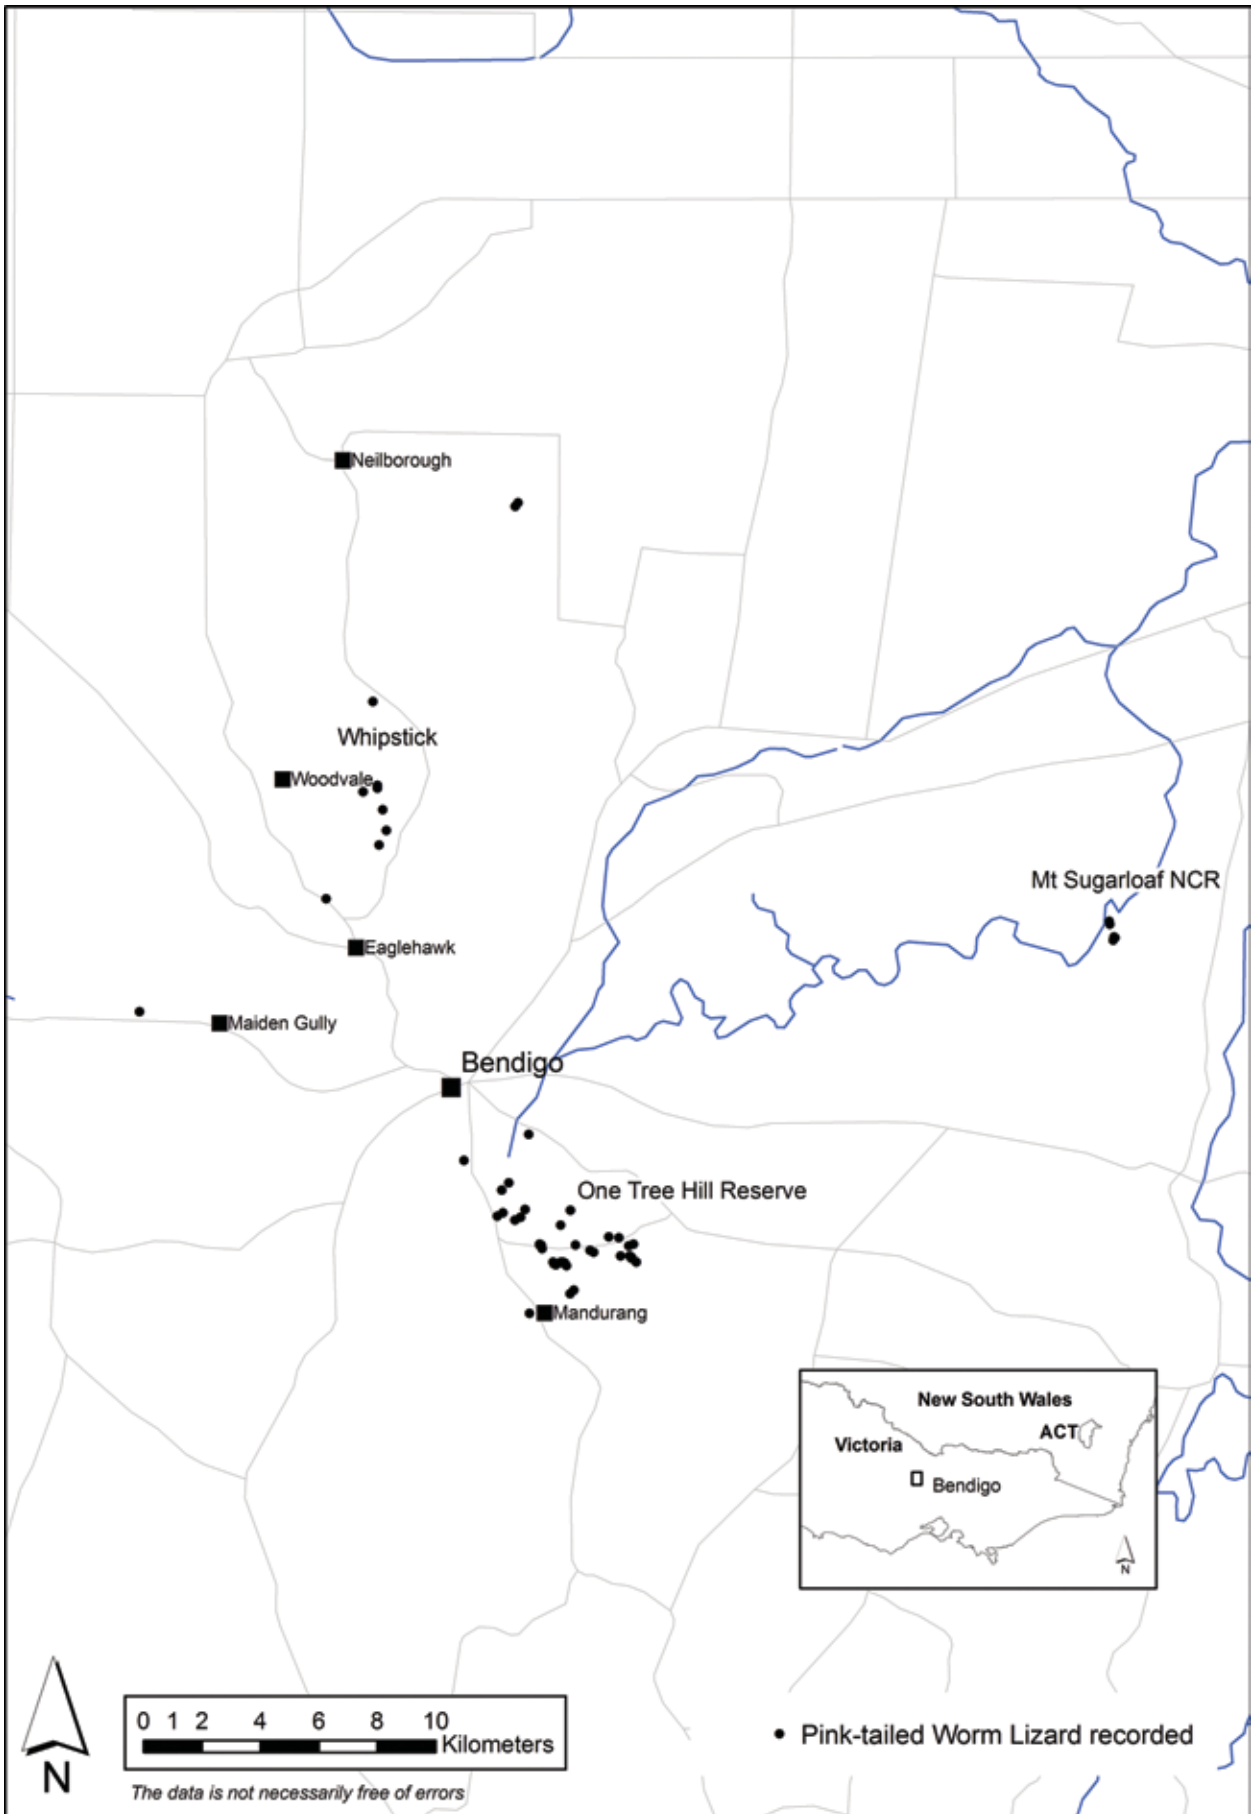 Neilborough
Whipstick
Woodvale
Mt Sugarloaf NCR
Eaglehawk
Maiden Gully
Bendigo
One Tree Hill Reserve
Mandurang
New South Wales
ACT
Victoria
Bendigo
N
0 1 2 4 6 8 10
Kilometers
N
The data is not necessarily free of errors
Pink-tailed Worm Lizard recorded